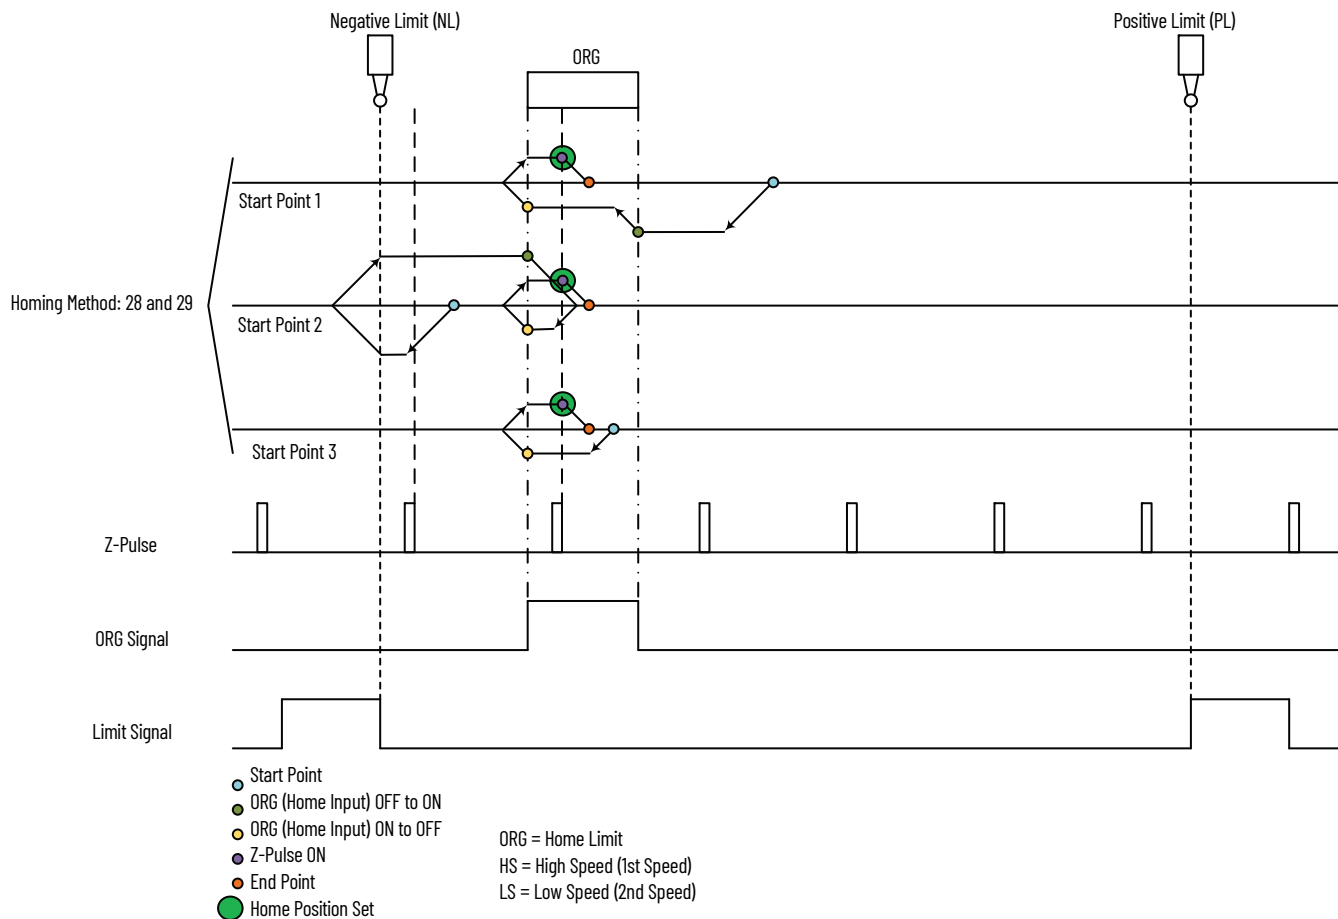 Negative Limit (NL)
Positive Limit (PL)
ORG
Start Point 1
Homing Method: 28 and 29
Start Point 2
Start Point 3
Z-Pulse
ORG Signal
Limit Signal
Start Point
ORG (Home Input) OFF to ON
ORG (Home Input) ON to OFF
Z-Pulse ON
End Point
Home Position Set
ORG = Home Limit
HS = High Speed (1st Speed)
LS = Low Speed (2nd Speed)